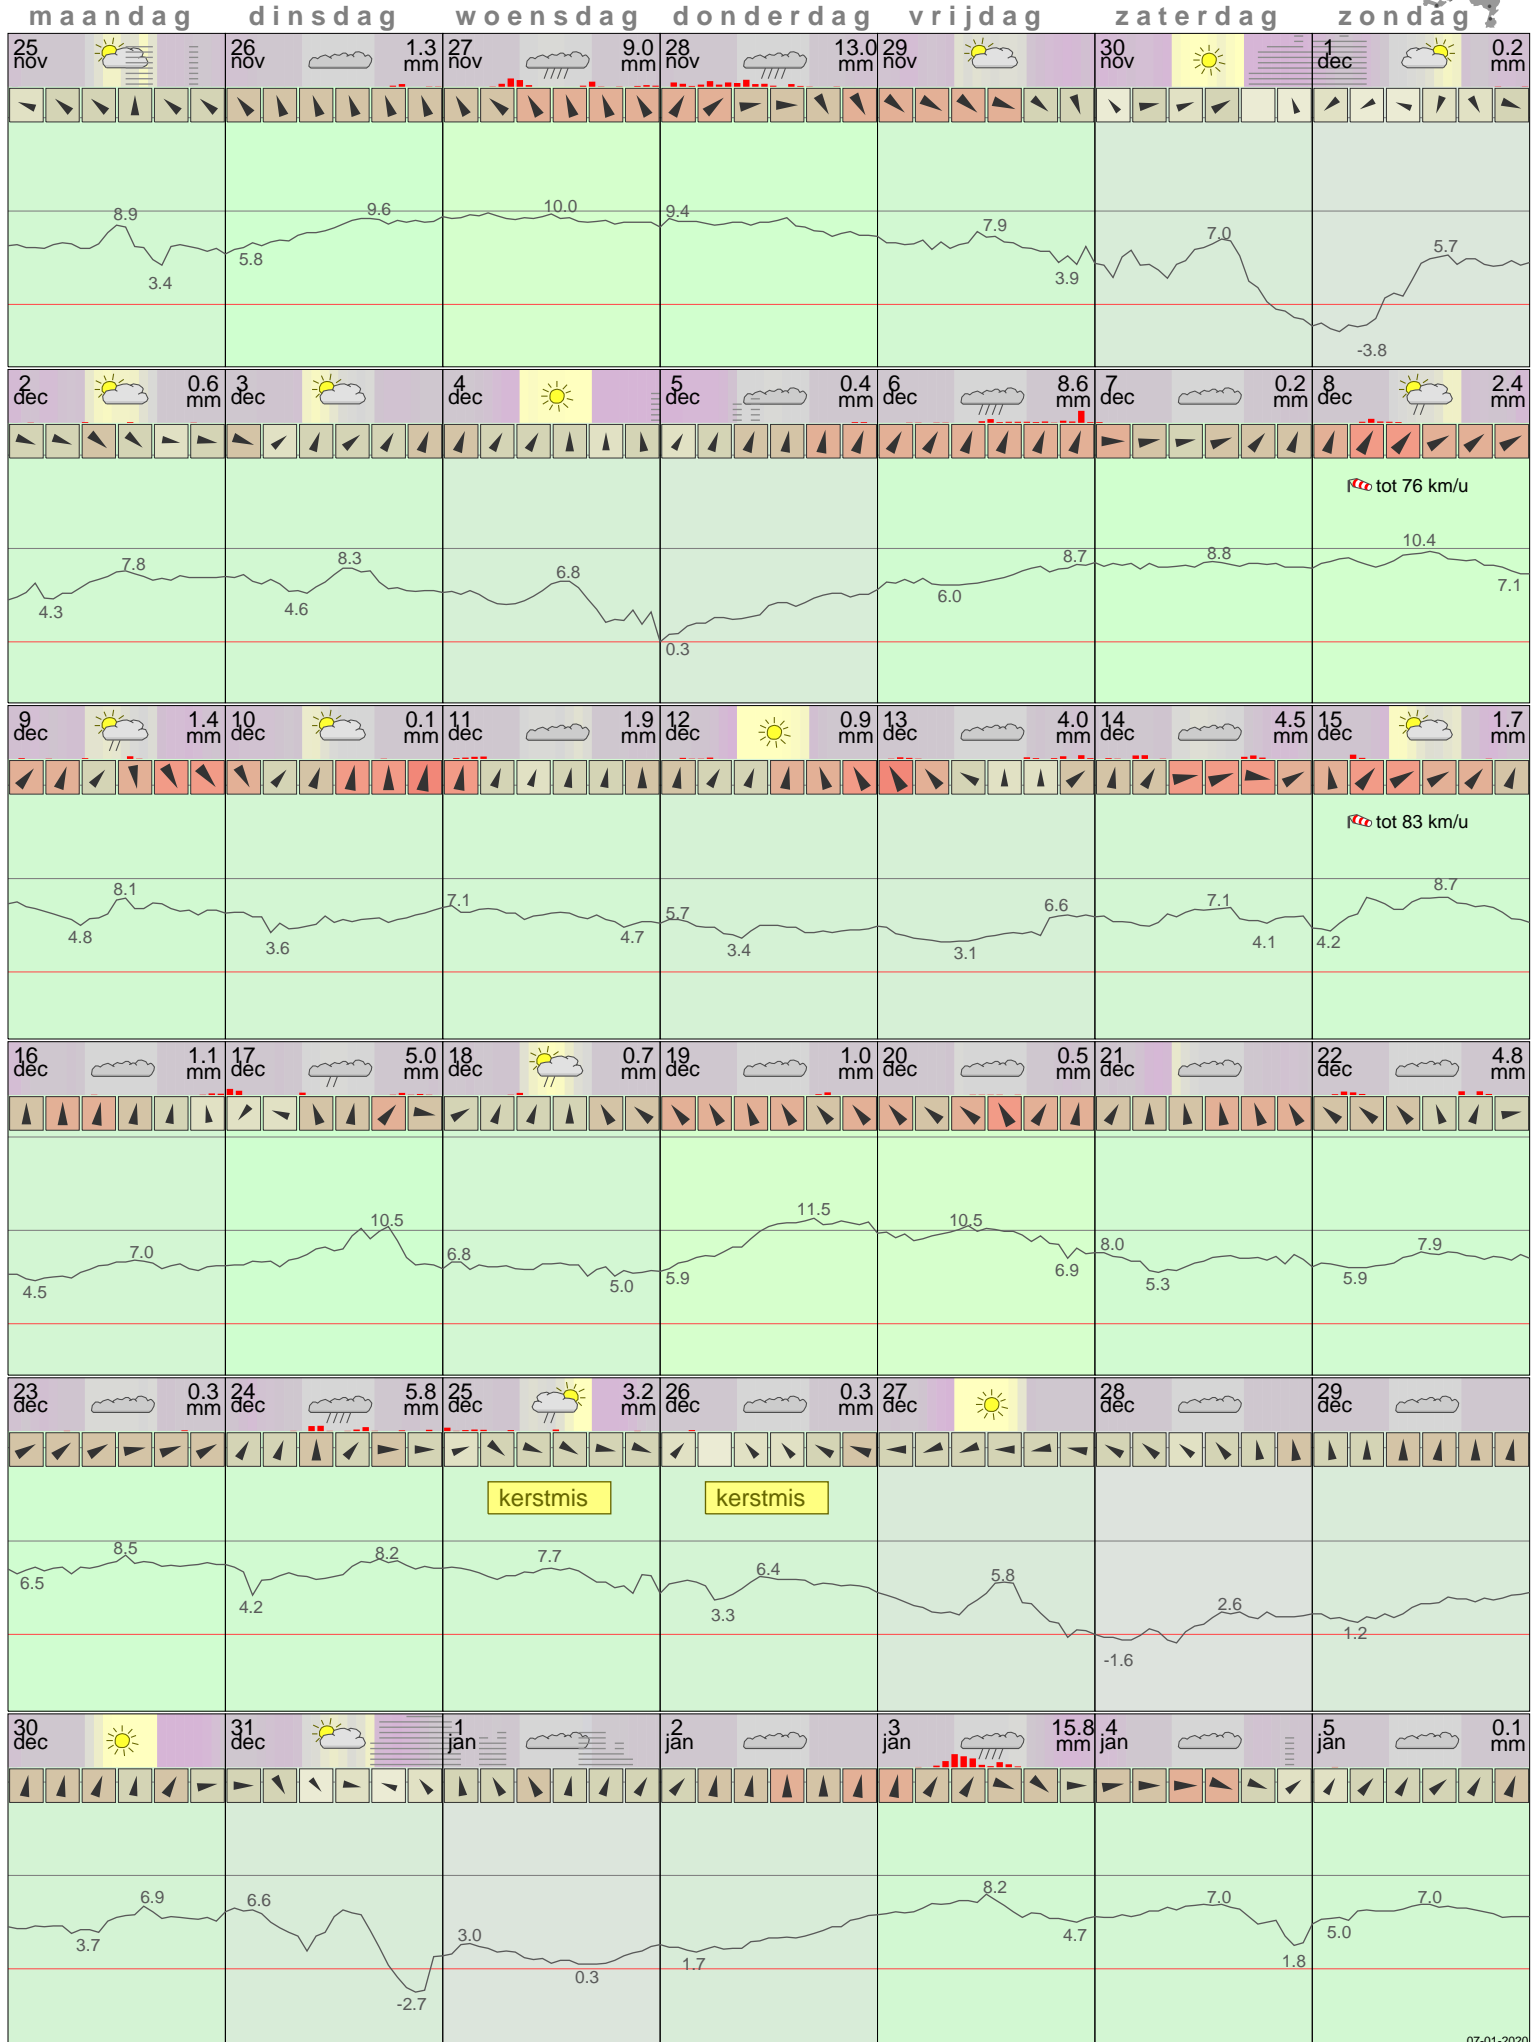 maandag dinsdag woensdag donderdag vrijdag zaterdag zondag
25 nov 26 nov 1.3 mm 27 nov 9.0 mm 28 nov 13.0 mm 29 nov 30 nov 1 dec 0.2 mm
8.9 3.4 5.8 9.6 10.0 9.4 7.9 3.9 7.0 -3.8 5.7
2 dec 0.6 mm 3 dec 4 dec 5 dec 0.4 mm 6 dec 8.6 mm 7 dec 0.2 mm 8 dec 2.4 mm
tot 76 km/u
4.3 7.8 4.6 8.3 6.8 0.3 6.0 8.7 8.8 10.4 7.1
9 dec 1.4 mm 10 dec 0.1 mm 11 dec 1.9 mm 12 dec 0.9 mm 13 dec 4.0 mm 14 dec 4.5 mm 15 dec 1.7 mm
tot 83 km/u
4.8 8.1 3.6 7.1 4.7 5.7 3.4 3.1 6.6 7.1 4.1 4.2 8.7
16 dec 1.1 mm 17 dec 5.0 mm 18 dec 0.7 mm 19 dec 1.0 mm 20 dec 0.5 mm 21 dec 22 dec 4.8 mm
4.5 7.0 10.5 6.8 5.0 5.9 11.5 10.5 6.9 8.0 5.3 5.9 7.9
23 dec 0.3 mm 24 dec 5.8 mm 25 dec 3.2 mm 26 dec 0.3 mm 27 dec 28 dec 29 dec
kerstmis kerstmis
6.5 8.5 4.2 8.2 7.7 3.3 6.4 5.8 -1.6 2.6 1.2
30 dec 31 dec 1 jan 2 jan 3 jan 15.8 mm 4 jan 5 jan 0.1 mm
3.7 6.9 6.6 -2.7 3.0 0.3 1.7 8.2 4.7 7.0 1.8 5.0 7.0
07-01-2020